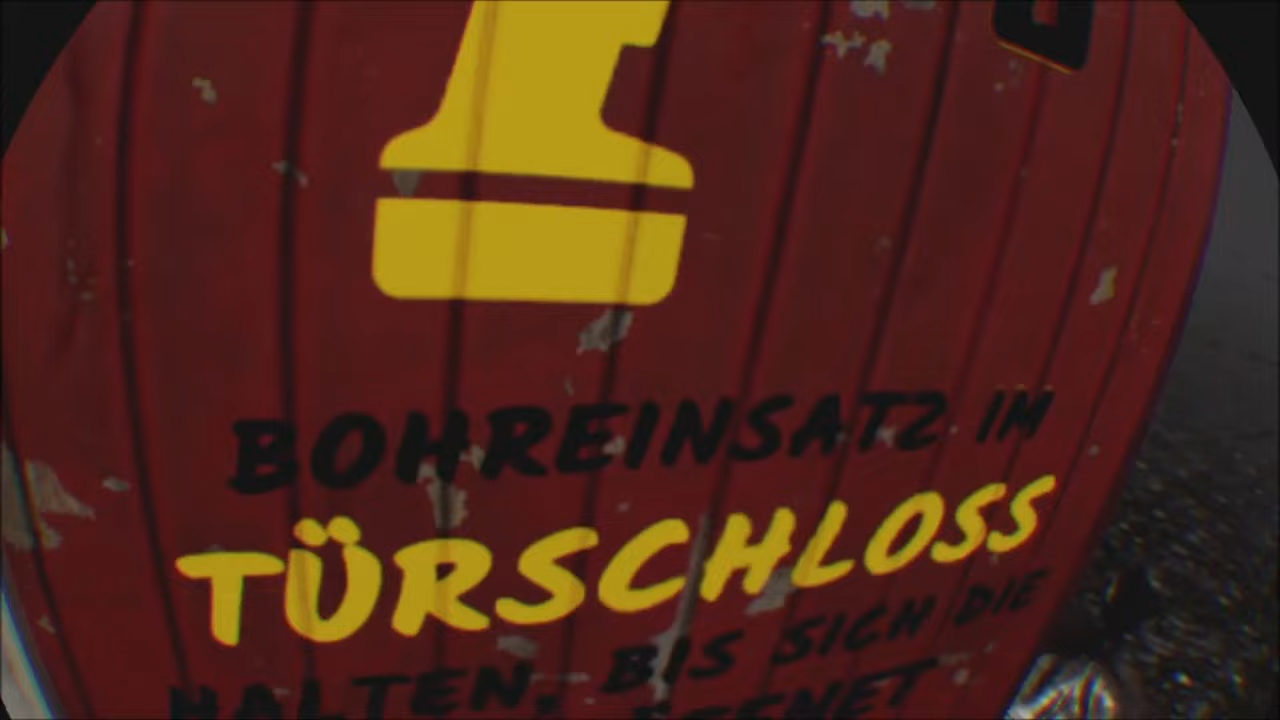 BOHREINSATZ IM
TÜRSCHLOSS
HALTEN, BIS SICH DIE